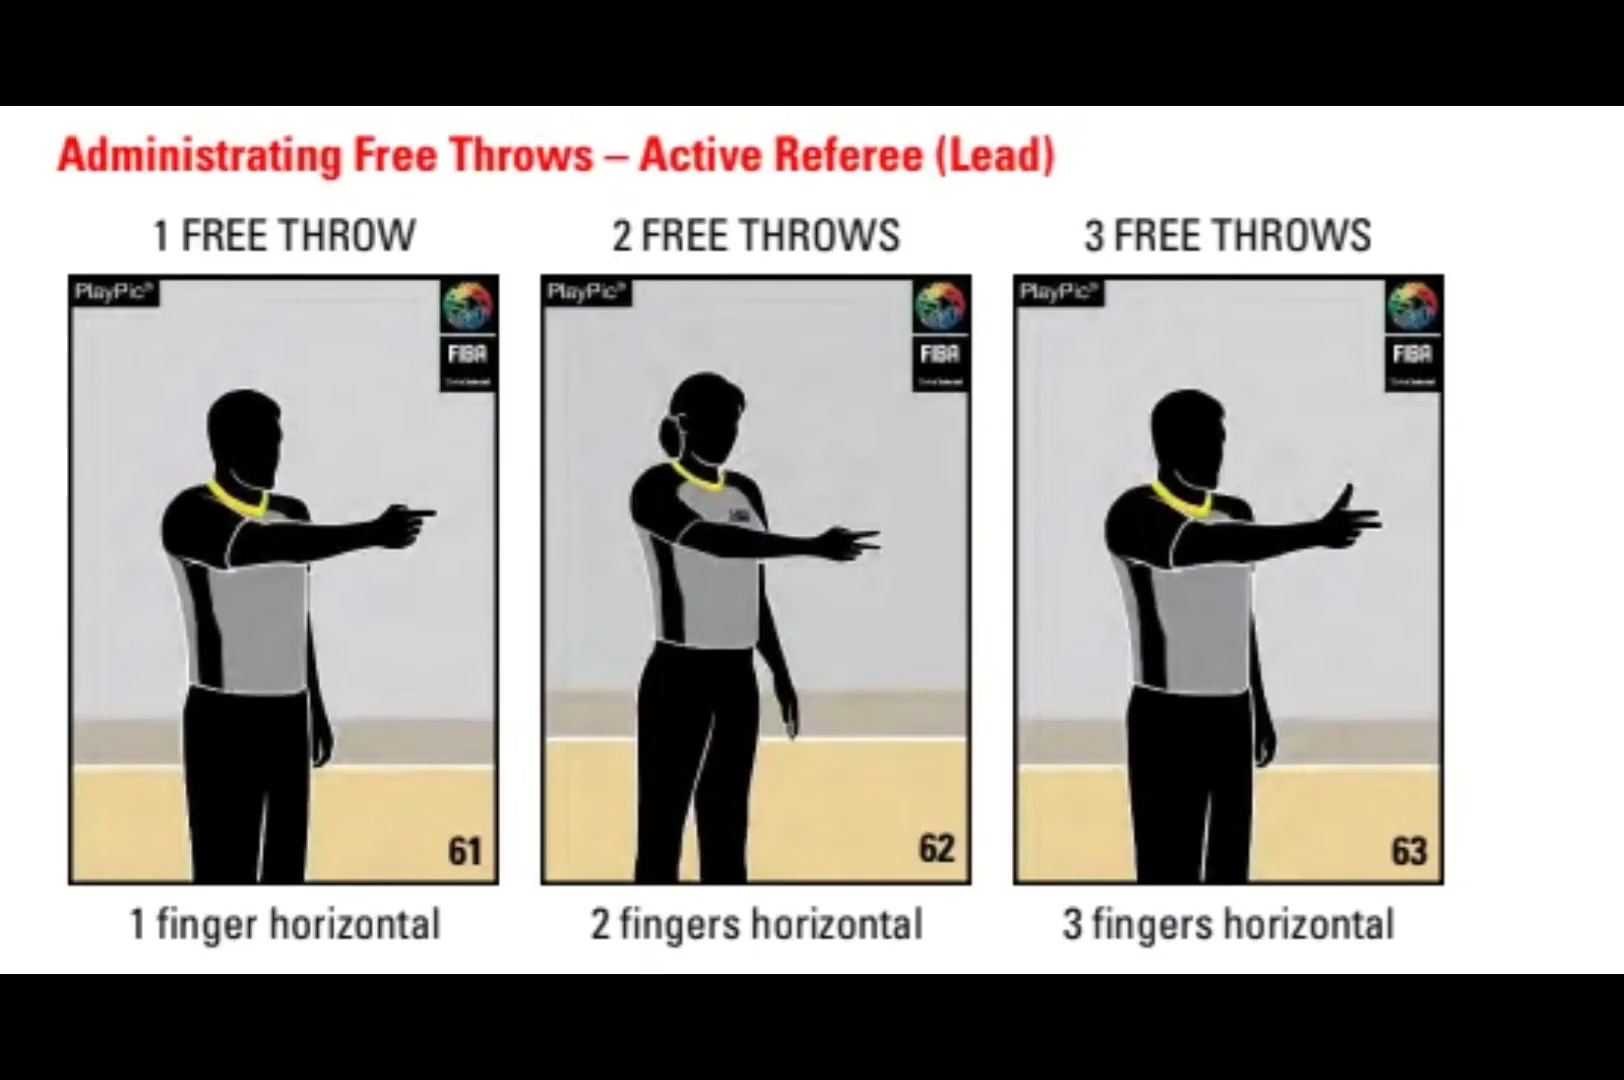 Administrating Free Throws – Active Referee (Lead)
1 FREE THROW
2 FREE THROWS
3 FREE THROWS
PlayPic®
FIBA
61
PlayPic®
FIBA
62
PlayPic®
FIBA
63
1 finger horizontal
2 fingers horizontal
3 fingers horizontal